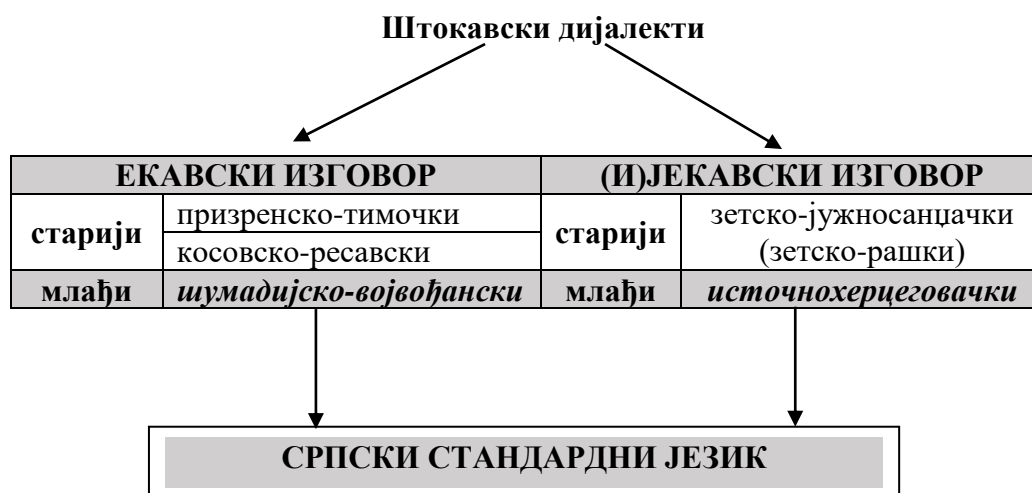 Штокавски дијалекти
ЕКАВСКИ ИЗГОВОР
(И)ЈЕКАВСКИ ИЗГОВОР
старији
призренско-тимочки
косовско-ресавски
старији
зетско-јужносанџачки
(зетско-рашки)
млађи
шумадијско-војвођански
млађи
источнохерцеговачки
СРПСКИ СТАНДАРДНИ ЈЕЗИК